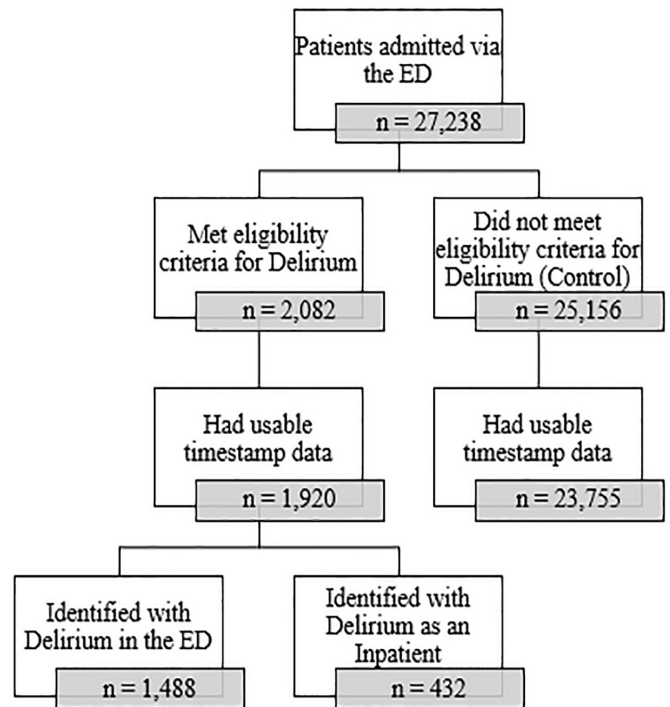 Patients admitted via
the ED
n = 27,238
Met eligibility
criteria for Delirium
n = 2,082
Did not meet
eligibility criteria for
Delirium (Control)
n = 25,156
Had usable
timestamp data
n = 1,920
Had usable
timestamp data
n = 23,755
Identified with
Delirium in the ED
n = 1,488
Identified with
Delirium as an
Inpatient
n = 432